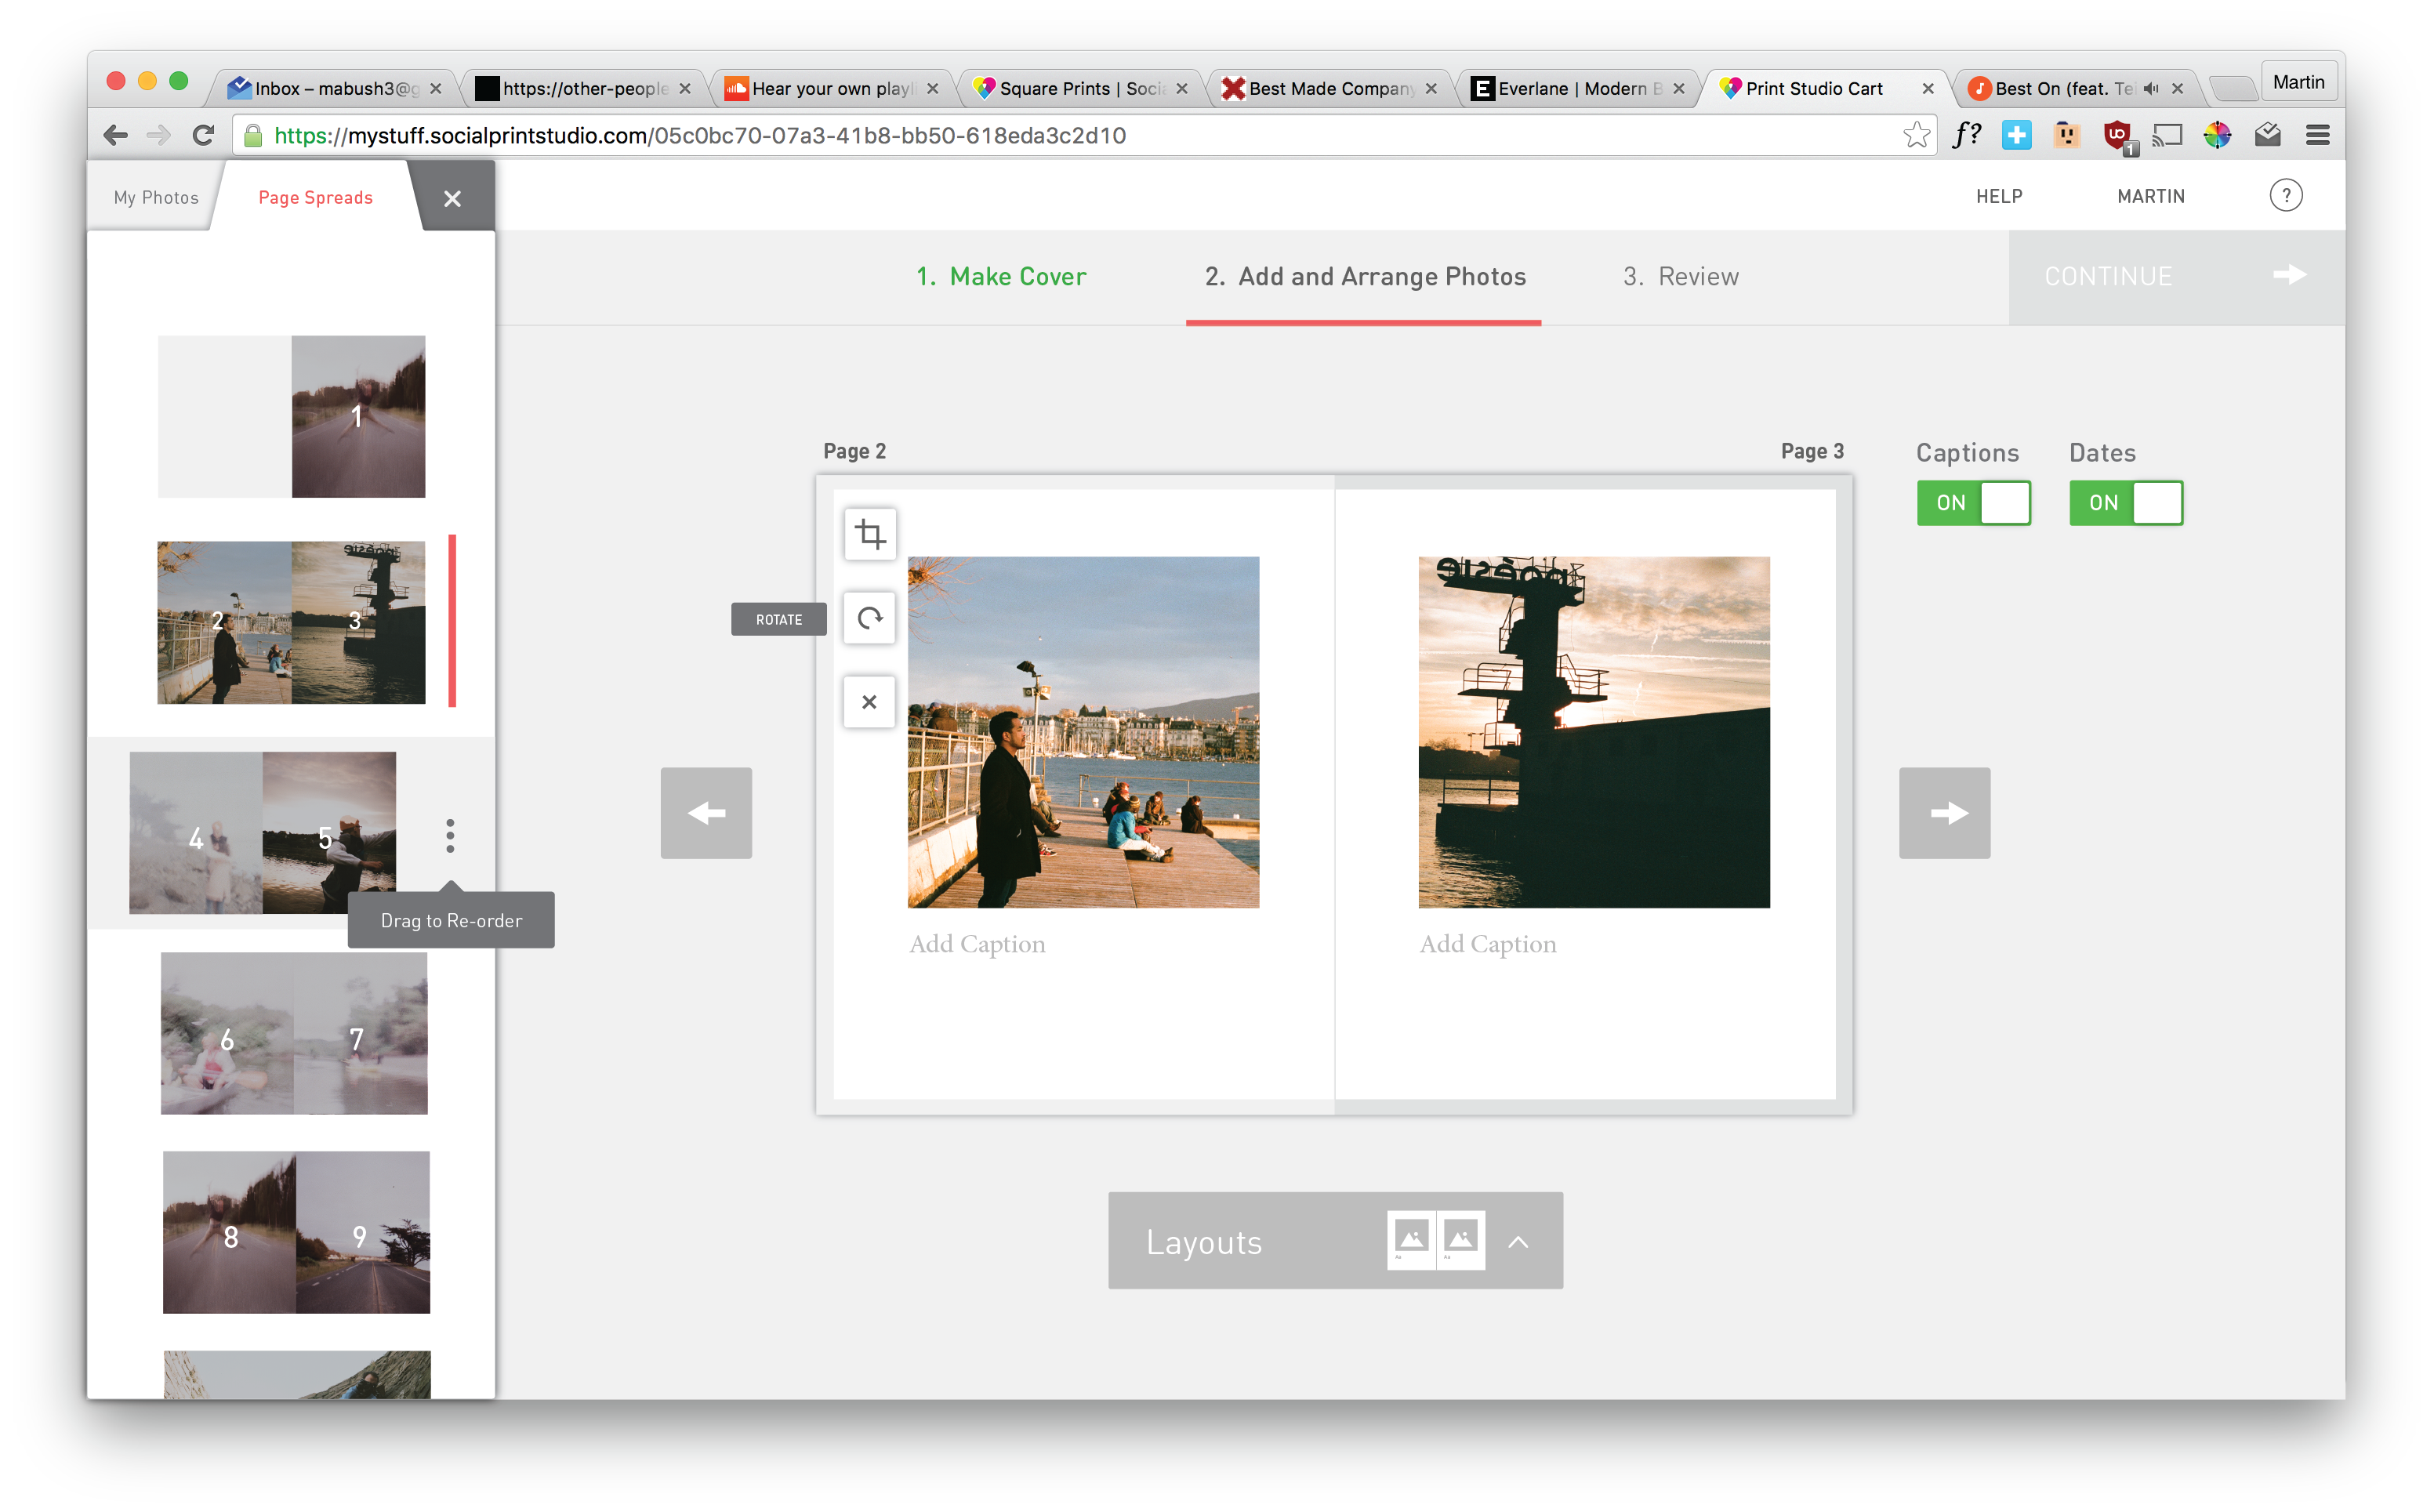 Inbox – mabush3@g
https://other-people
Hear your own playl
Square Prints | Socia
Best Made Company
E Everlane | Modern B
Print Studio Cart
Best On (feat. Tei
Martin
https://mystuff.socialprintstudio.com/05c0bc70-07a3-41b8-bb50-618eda3c2d10
f?
1
My Photos
Page Spreads
HELP
MARTIN
?
1. Make Cover
2. Add and Arrange Photos
3. Review
CONTINUE
1
2
3
4
5
Drag to Re-order
6
7
8
9
Page 2
Page 3
Captions
Dates
ON
ON
ROTATE
poésie
Add Caption
Add Caption
Layouts